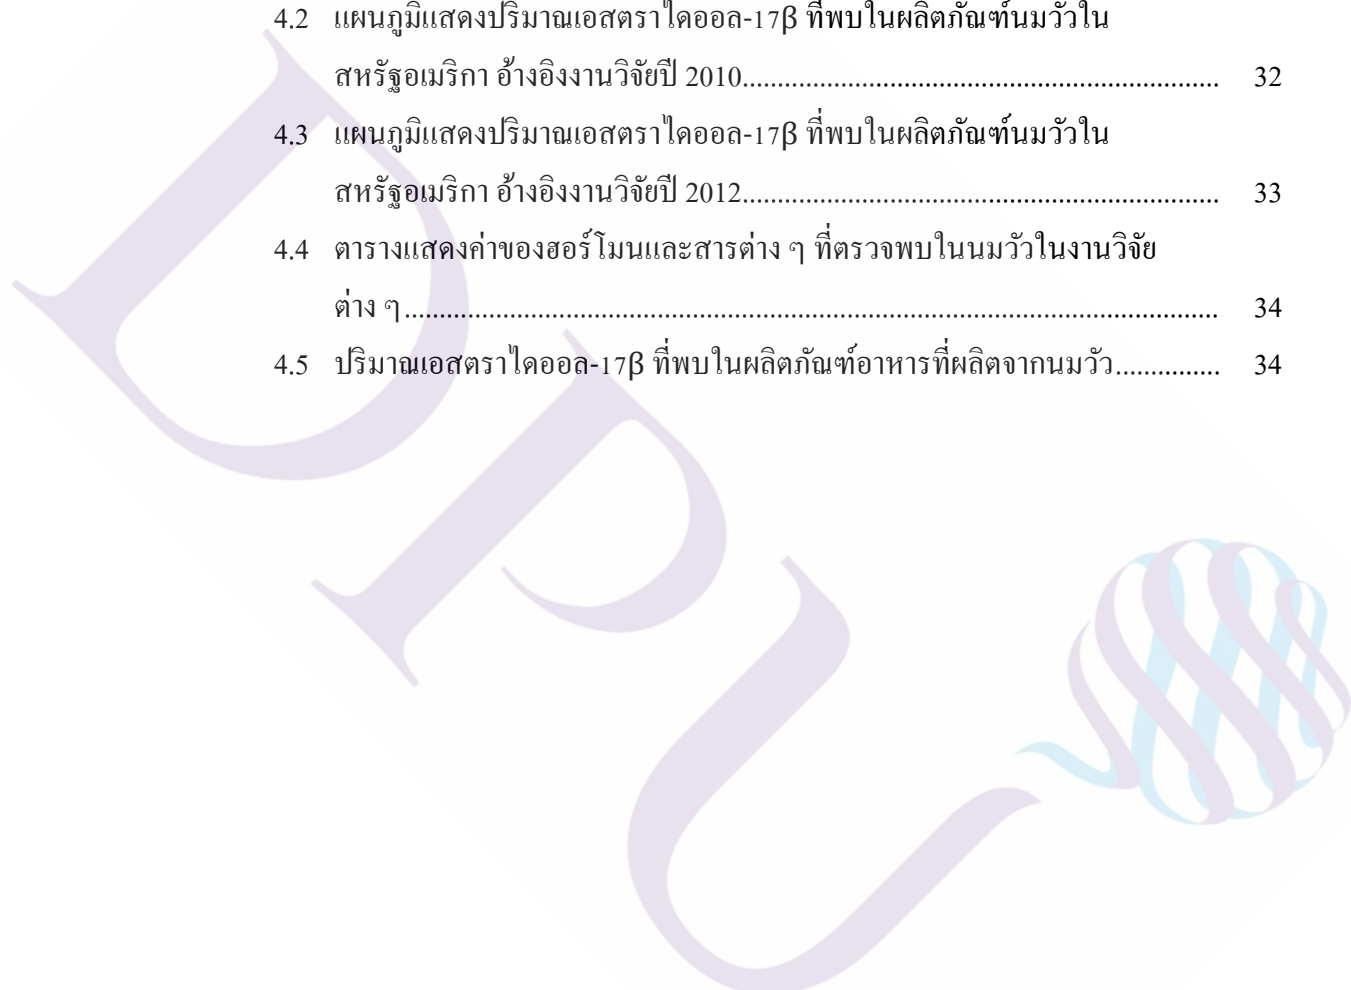 4.2 แผนภูมิแสดงปริมาณเอสตราไดออล-17β ที่พบในผลิตภัณฑ์นมวัวใน
สหรัฐอเมริกา อ้างอิงงานวิจัยปี 2010.................................................................... 32
4.3 แผนภูมิแสดงปริมาณเอสตราไดออล-17β ที่พบในผลิตภัณฑ์นมวัวใน
สหรัฐอเมริกา อ้างอิงงานวิจัยปี 2012.................................................................... 33
4.4 ตารางแสดงค่าของฮอร์โมนและสารต่าง ๆ ที่ตรวจพบในนมวัวในงานวิจัย
ต่าง ๆ.................................................................................................................... 34
4.5 ปริมาณเอสตราไดออล-17β ที่พบในผลิตภัณฑ์อาหารที่ผลิตจากนมวัว............... 34
DPU